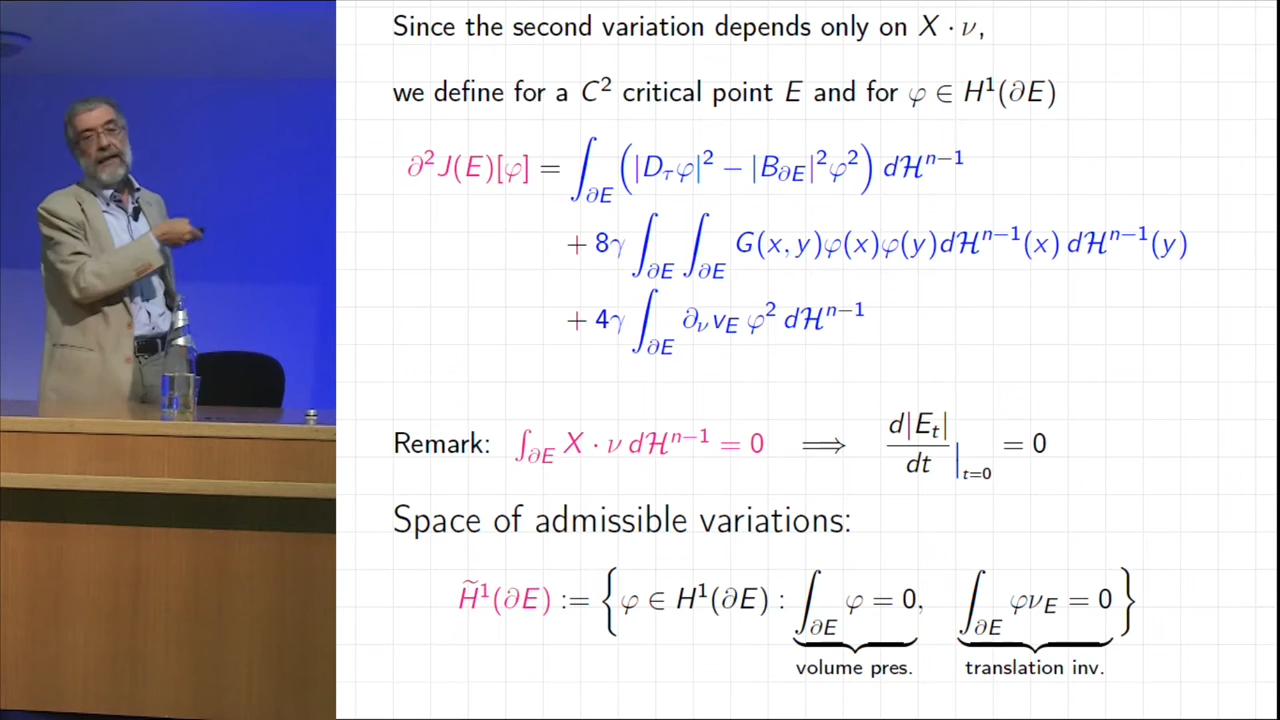 Since the second variation depends only on X · ν,
we define for a C² critical point E and for φ ∈ H¹(∂E)
∂²J(E)[φ] = ∫_{∂E} (|D_τφ|² − |B_{∂E}|²φ²) dℋⁿ⁻¹
+ 8γ ∫_{∂E} ∫_{∂E} G(x, y)φ(x)φ(y)dℋⁿ⁻¹(x) dℋⁿ⁻¹(y)
+ 4γ ∫_{∂E} ∂_ν v_E φ² dℋⁿ⁻¹
Remark: ∫_{∂E} X · ν dℋⁿ⁻¹ = 0 ⟹ d|E_t|/dt |_{t=0} = 0
Space of admissible variations:
H̃¹(∂E) := {φ ∈ H¹(∂E) : ∫_{∂E} φ = 0, ∫_{∂E} φν_E = 0}
volume pres. translation inv.